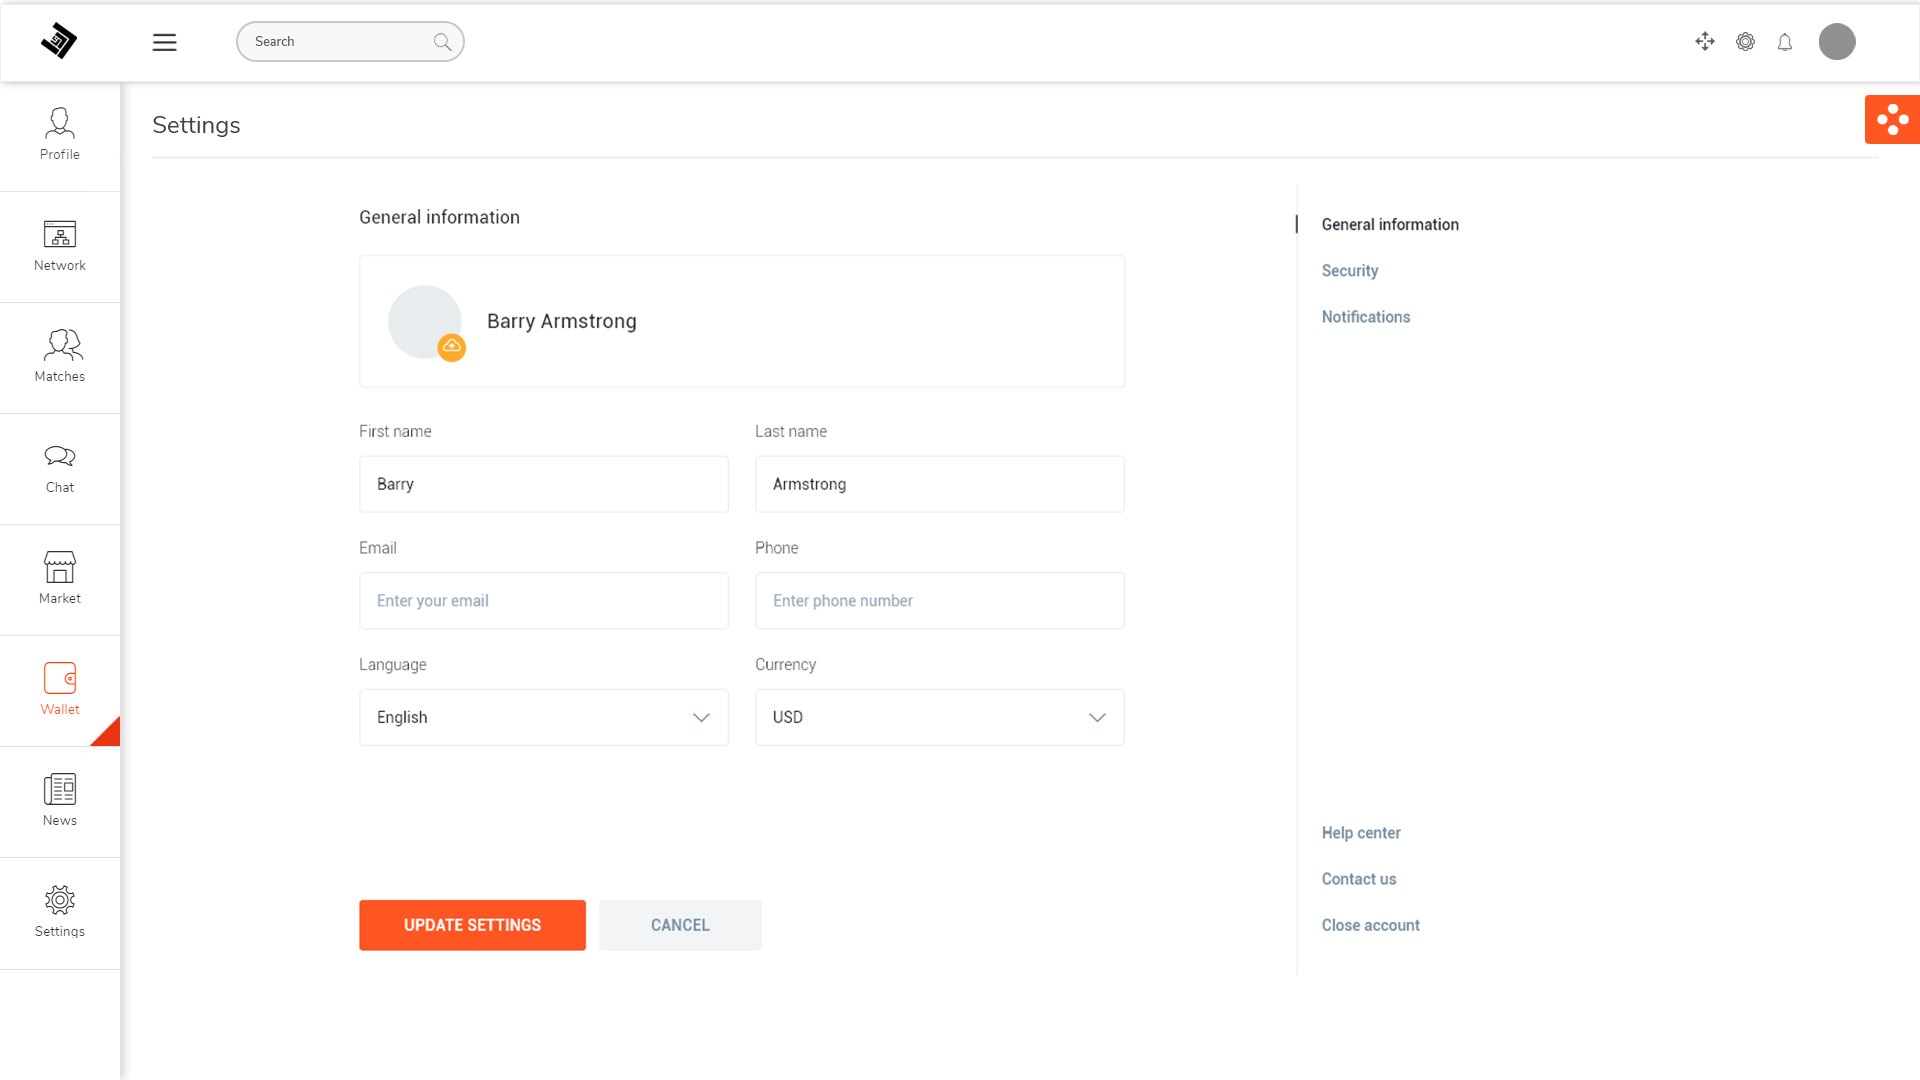 Search
Profile
Network
Matches
Chat
Market
Wallet
News
Settings
Settings
General information
Barry Armstrong
First name
Last name
Barry
Armstrong
Email
Phone
Enter your email
Enter phone number
Language
Currency
English
USD
UPDATE SETTINGS
CANCEL
General information
Security
Notifications
Help center
Contact us
Close account